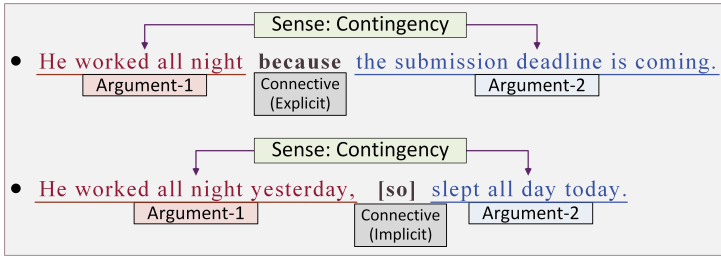 Sense: Contingency
• He worked all night because the submission deadline is coming.
Argument-1 Connective (Explicit) Argument-2
Sense: Contingency
• He worked all night yesterday, [so] slept all day today.
Argument-1 Connective (Implicit) Argument-2